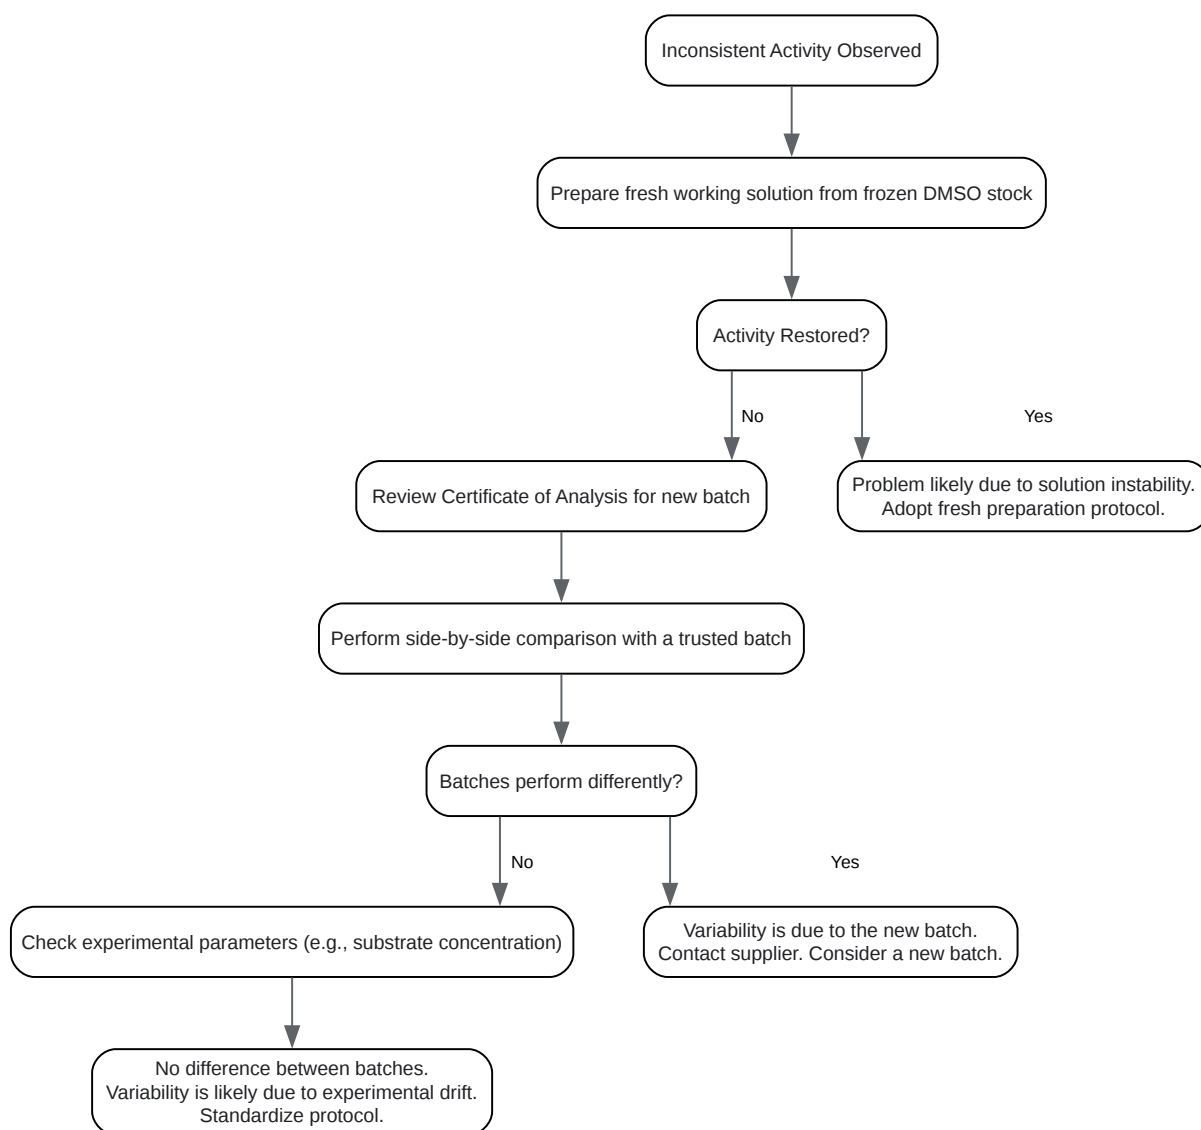 Inconsistent Activity Observed
Prepare fresh working solution from frozen DMSO stock
Activity Restored?
No
Yes
Review Certificate of Analysis for new batch
Problem likely due to solution instability.
Adopt fresh preparation protocol.
Perform side-by-side comparison with a trusted batch
Batches perform differently?
No
Yes
Check experimental parameters (e.g., substrate concentration)
Variability is due to the new batch.
Contact supplier. Consider a new batch.
No difference between batches.
Variability is likely due to experimental drift.
Standardize protocol.